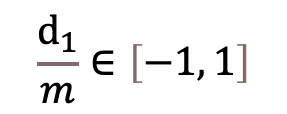 d₁/m ∈ [−1, 1]